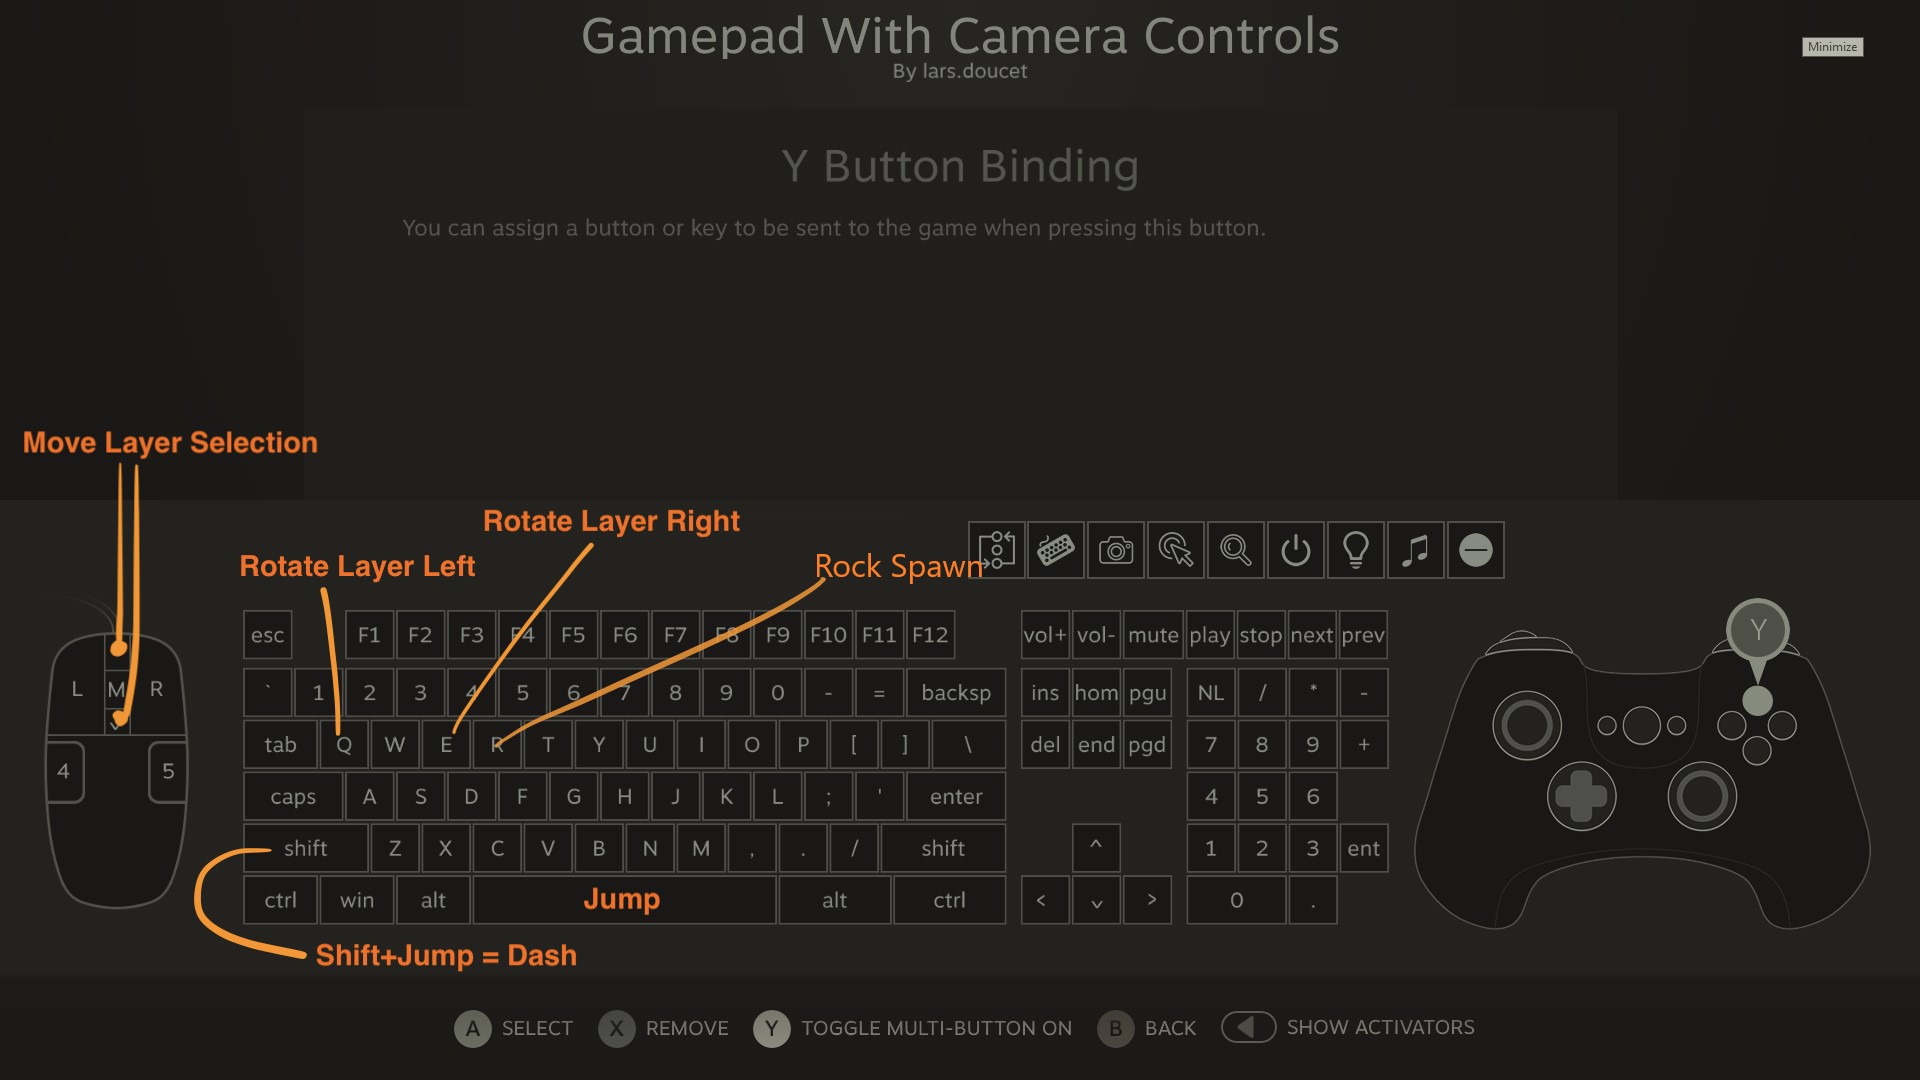 Gamepad With Camera Controls
Minimize
By lars.doucet
Y Button Binding
You can assign a button or key to be sent to the game when pressing this button.
Move Layer Selection
Rotate Layer Right
Rotate Layer Left
Rock Spawn
Y
esc F1 F2 F3 F4 F5 F6 F7 F8 F9 F10 F11 F12 vol+ vol- mute play stop next prev
L M R
` 1 2 3 4 5 6 7 8 9 0 - = backsp ins hom pgu NL / * -
tab Q W E R T Y U I O P [ ] \ del end pgd 7 8 9 +
4 5
caps A S D F G H J K L ; ' enter 4 5 6
shift Z X C V B N M , . / shift ^ 1 2 3 ent
ctrl win alt Jump alt ctrl < v > 0 .
Shift+Jump = Dash
A SELECT X REMOVE Y TOGGLE MULTI-BUTTON ON B BACK SHOW ACTIVATORS